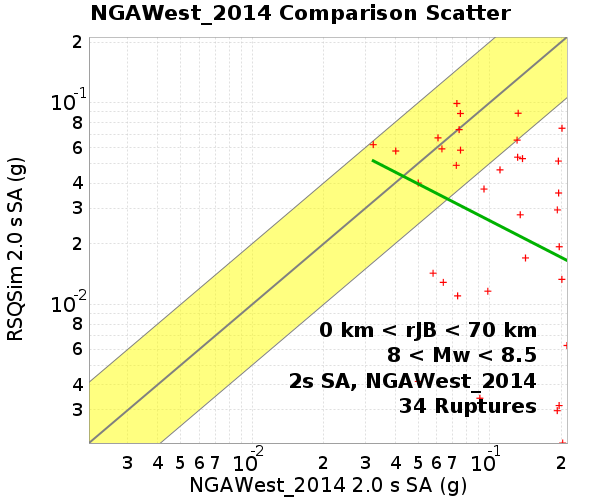 NGAWest_2014 Comparison Scatter
RSQSim 2.0 s SA (g)
2
10-1
8
6
4
3
2
10-2
8
6
4
3
0 km < rJB < 70 km
8 < Mw < 8.5
2s SA, NGAWest_2014
34 Ruptures
3 4 5 6 7 10-2 2 3 4 5 6 7 10-1 2
NGAWest_2014 2.0 s SA (g)